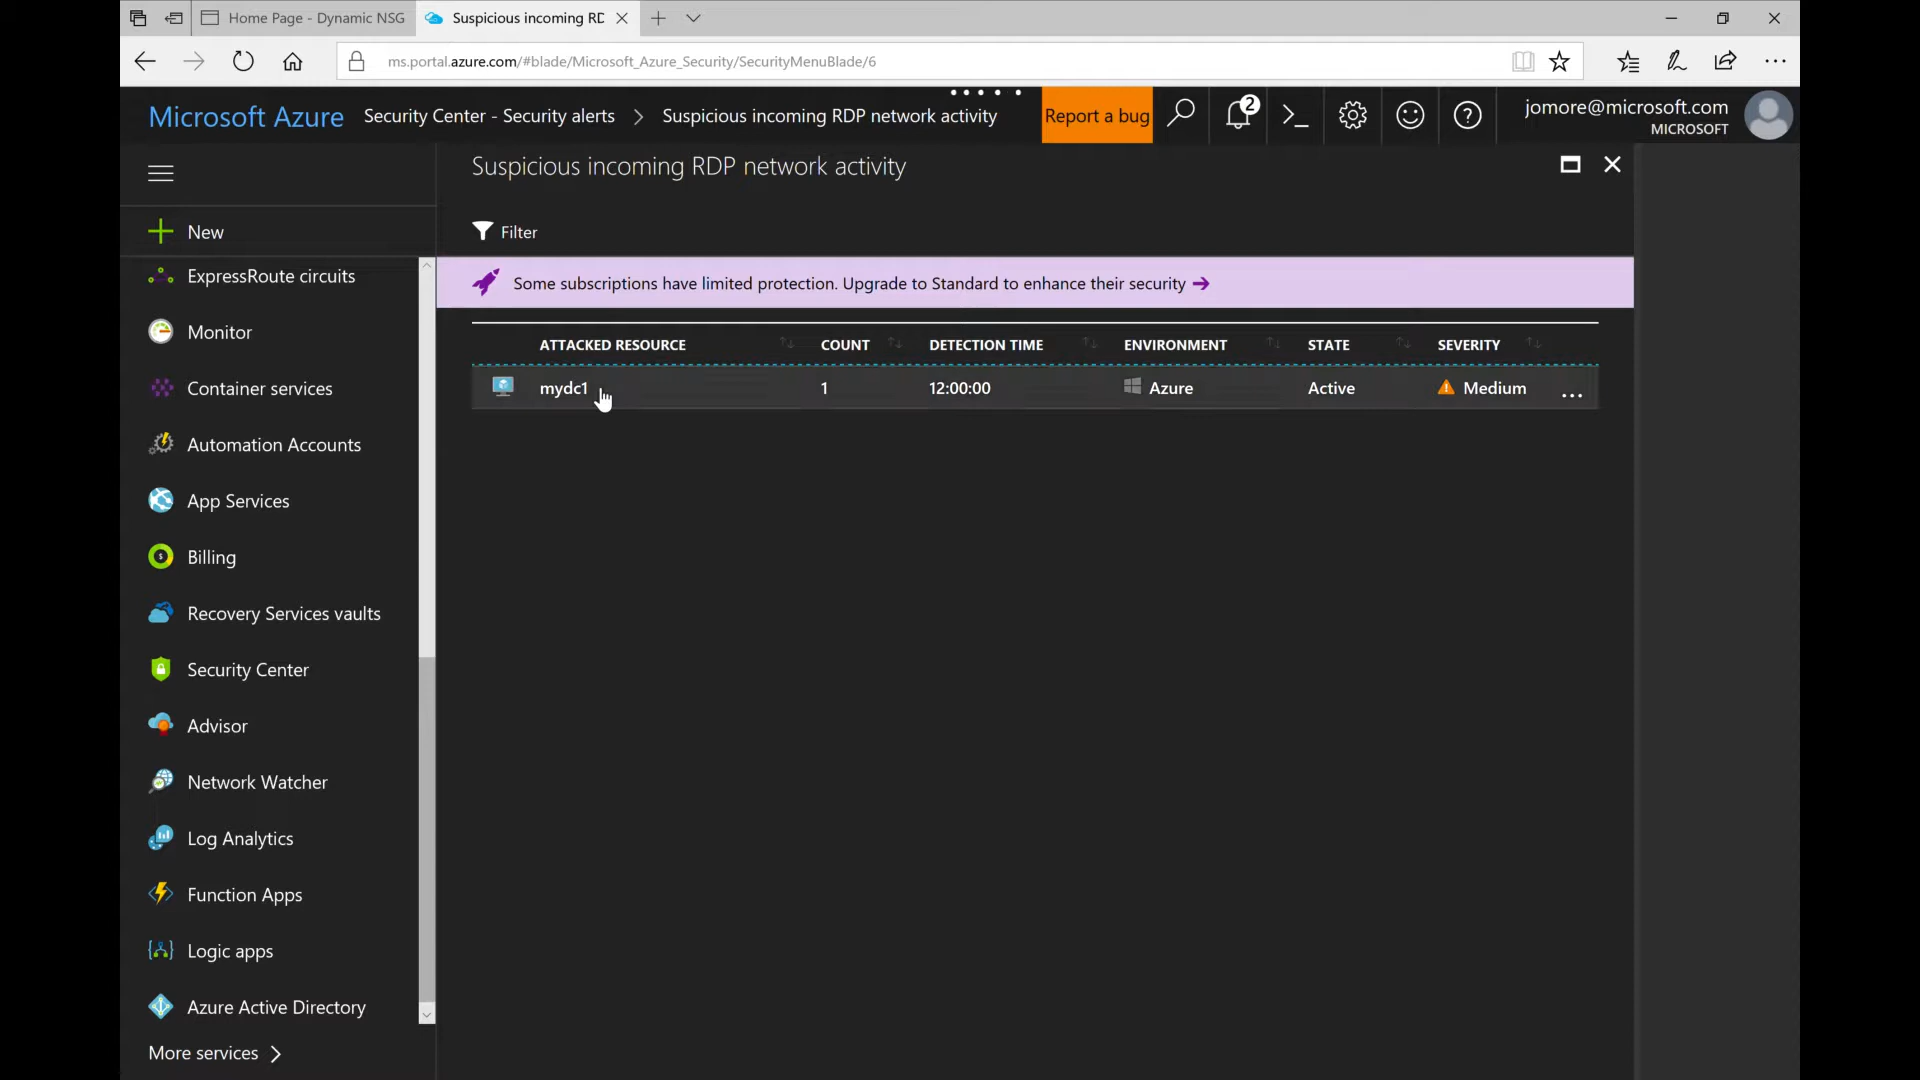 Home Page - Dynamic NSG
Suspicious incoming RD
ms.portal.azure.com/#blade/Microsoft_Azure_Security/SecurityMenuBlade/6
Microsoft Azure
Security Center - Security alerts
Suspicious incoming RDP network activity
Report a bug
2
jomore@microsoft.com
MICROSOFT
Suspicious incoming RDP network activity
Filter
Some subscriptions have limited protection. Upgrade to Standard to enhance their security
ATTACKED RESOURCE COUNT DETECTION TIME ENVIRONMENT STATE SEVERITY
mydc1 1 12:00:00 Azure Active Medium ...
New
ExpressRoute circuits
Monitor
Container services
Automation Accounts
App Services
Billing
Recovery Services vaults
Security Center
Advisor
Network Watcher
Log Analytics
Function Apps
Logic apps
Azure Active Directory
More services